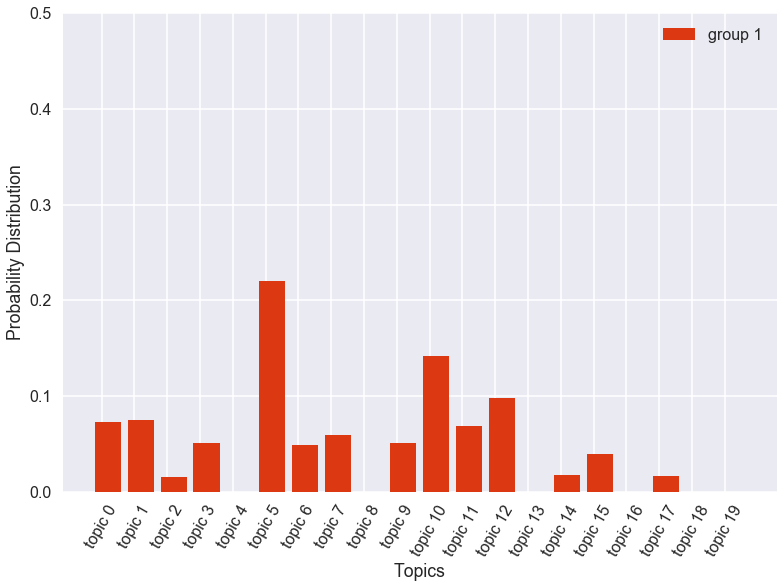 0.5
0.4
0.3
0.2
0.1
0.0
Probability Distribution
group 1
topic 0
topic 1
topic 2
topic 3
topic 4
topic 5
topic 6
topic 7
topic 8
topic 9
topic 10
topic 11
topic 12
topic 13
topic 14
topic 15
topic 16
topic 17
topic 18
topic 19
Topics